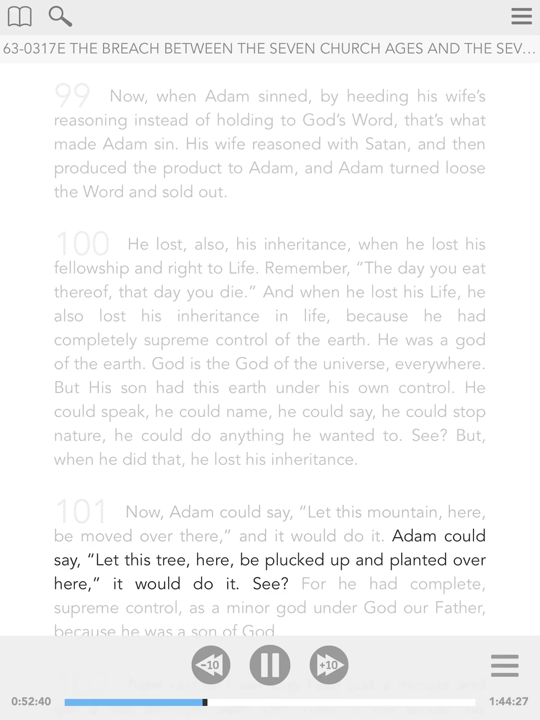 63-0317E THE BREACH BETWEEN THE SEVEN CHURCH AGES AND THE SEV…
99 Now, when Adam sinned, by heeding his wife’s
reasoning instead of holding to God’s Word, that’s what
made Adam sin. His wife reasoned with Satan, and then
produced the product to Adam, and Adam turned loose
the Word and sold out.
100 He lost, also, his inheritance, when he lost his
fellowship and right to Life. Remember, “The day you eat
thereof, that day you die.” And when he lost his Life, he
also lost his inheritance in life, because he had
completely supreme control of the earth. He was a god
of the earth. God is the God of the universe, everywhere.
But His son had this earth under his own control. He
could speak, he could name, he could say, he could stop
nature, he could do anything he wanted to. See? But,
when he did that, he lost his inheritance.
101 Now, Adam could say, “Let this mountain, here,
be moved over there,” and it would do it. Adam could
say, “Let this tree, here, be plucked up and planted over
here,” it would do it. See? For he had complete,
supreme control, as a minor god under God our Father,
because he was a son of God.
-10 +10
0:52:40 1:44:27